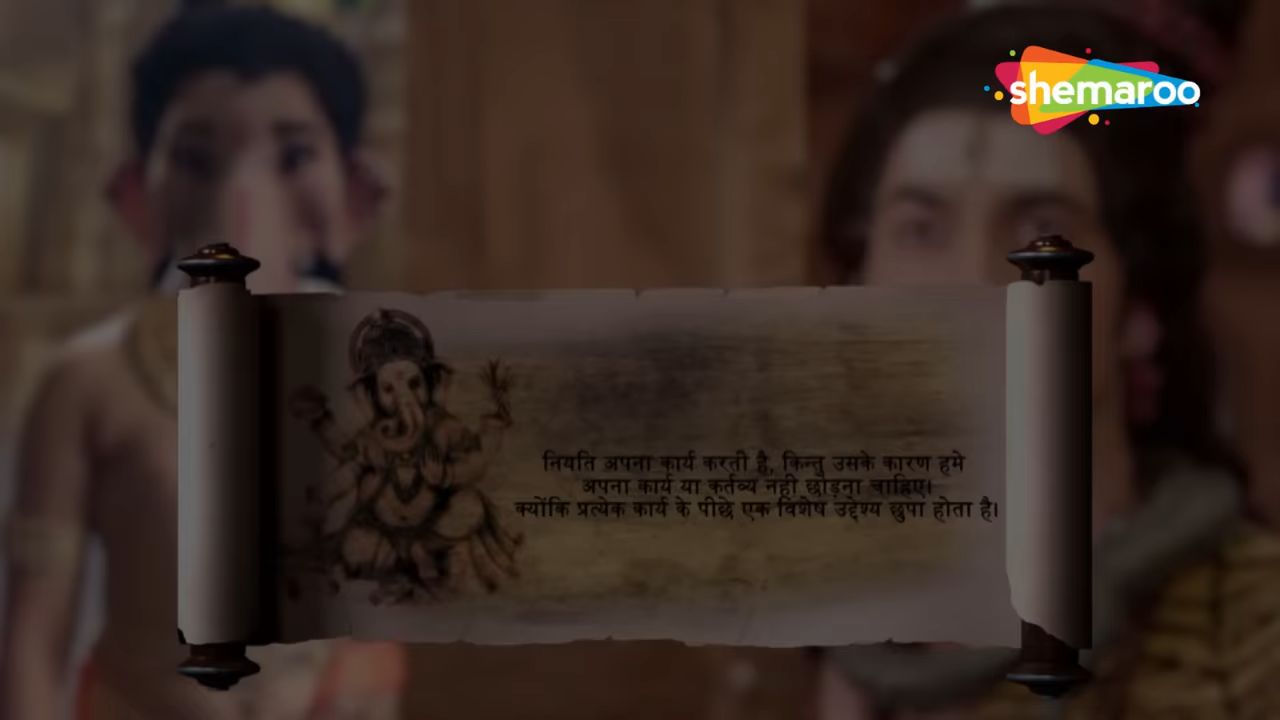 shemaroo
नियति अपना कार्य करती है, किन्तु उसके कारण हमे
अपना कार्य या कर्तव्य नही छोड़ना चाहिए।
क्योंकि प्रत्येक कार्य के पीछे एक विशेष उद्देश्य छुपा होता है।